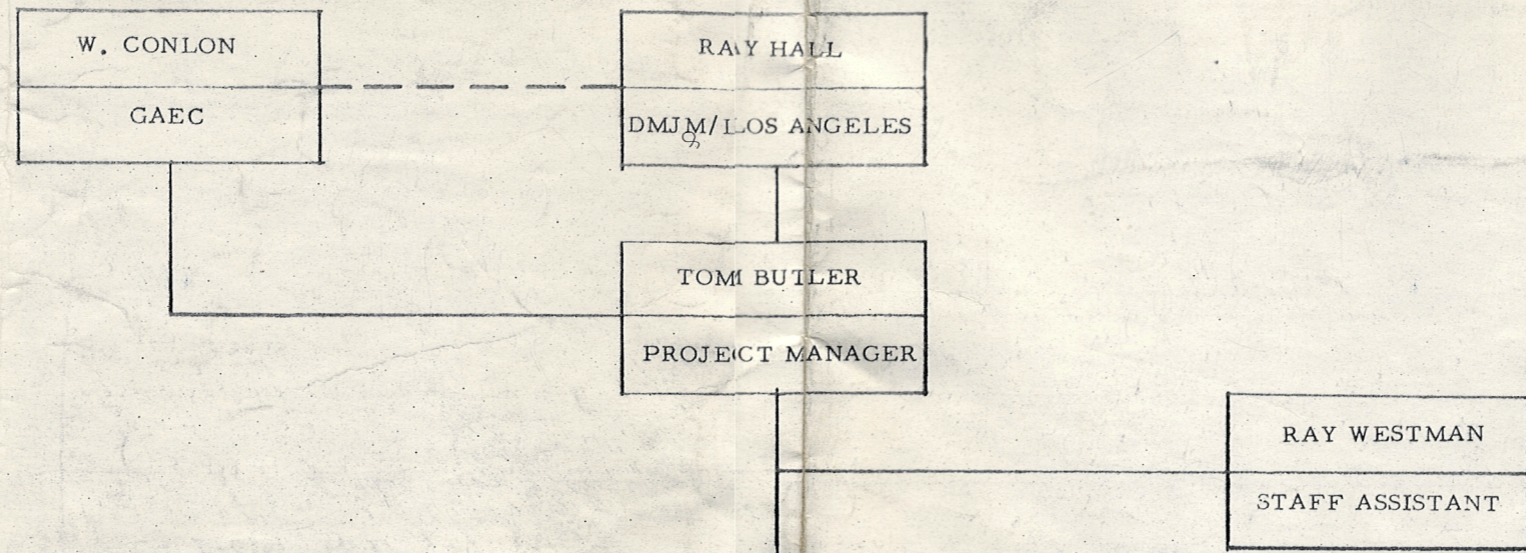 W. CONLON
GAEC
RAY HALL
DMJM/LOS ANGELES
TOM BUTLER
PROJECT MANAGER
RAY WESTMAN
STAFF ASSISTANT